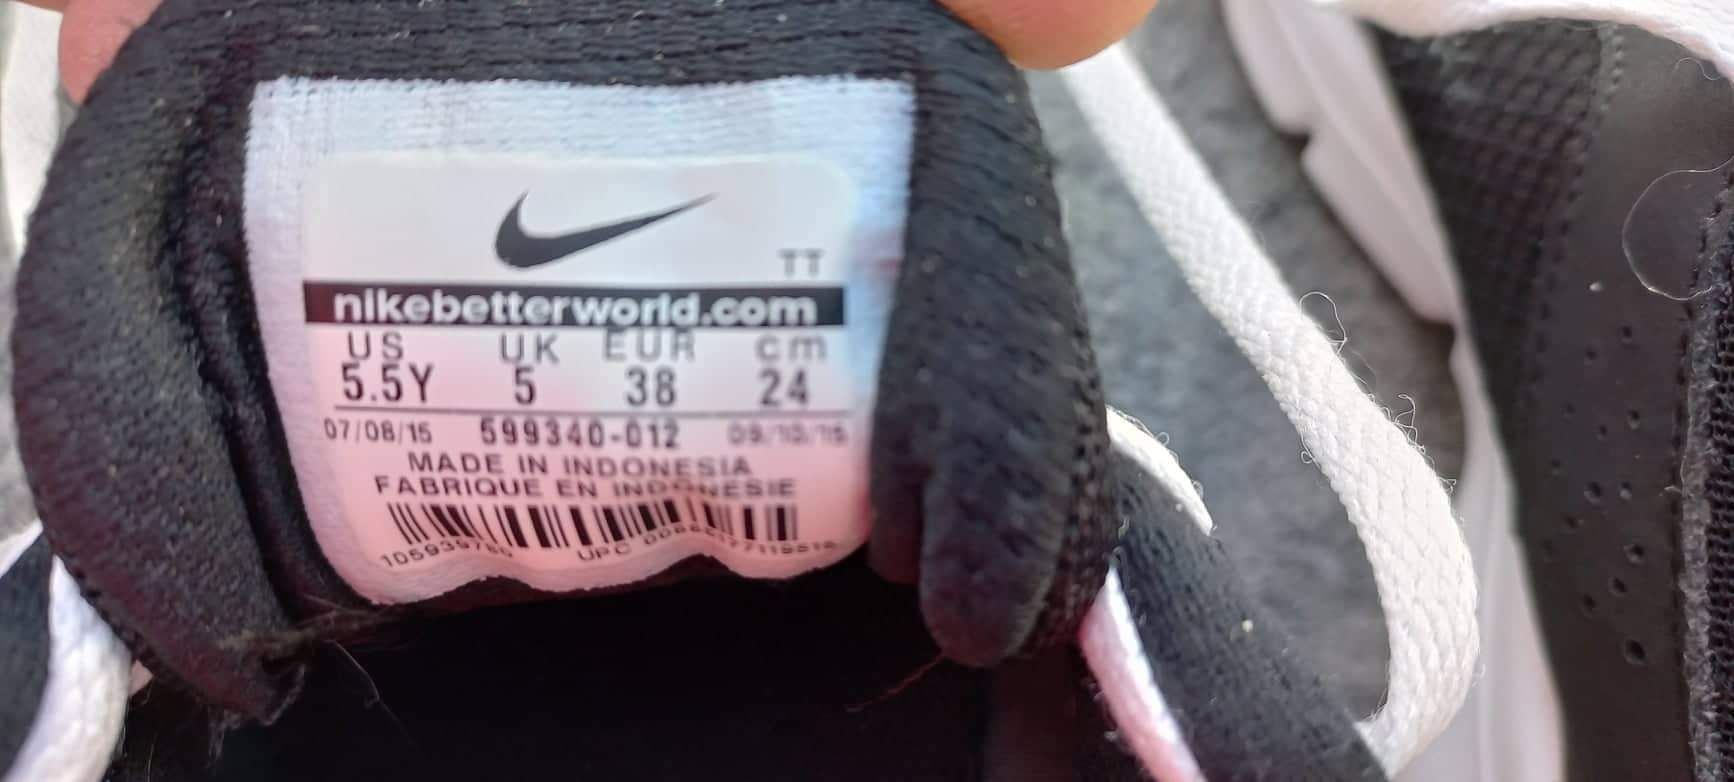 TT
nikebetterworld.com
US UK EUR cm
5.5Y 5 38 24
07/08/15 599340-012 09/10/15
MADE IN INDONESIA
FABRIQUE EN INDONESIE
UPC